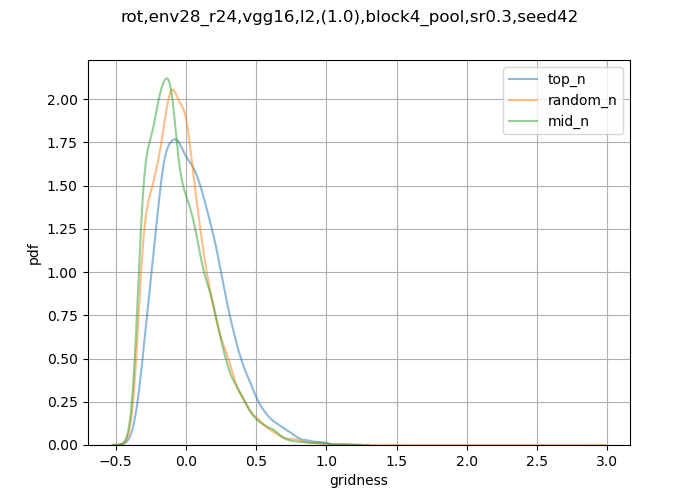 rot,env28_r24,vgg16,l2,(1.0),block4_pool,sr0.3,seed42
top_n
random_n
mid_n
pdf
2.00
1.75
1.50
1.25
1.00
0.75
0.50
0.25
0.00
−0.5 0.0 0.5 1.0 1.5 2.0 2.5 3.0
gridness